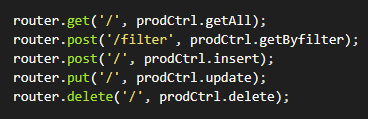 router.get('/', prodCtrl.getAll);
router.post('/filter', prodCtrl.getByfilter);
router.post('/', prodCtrl.insert);
router.put('/', prodCtrl.update);
router.delete('/', prodCtrl.delete);